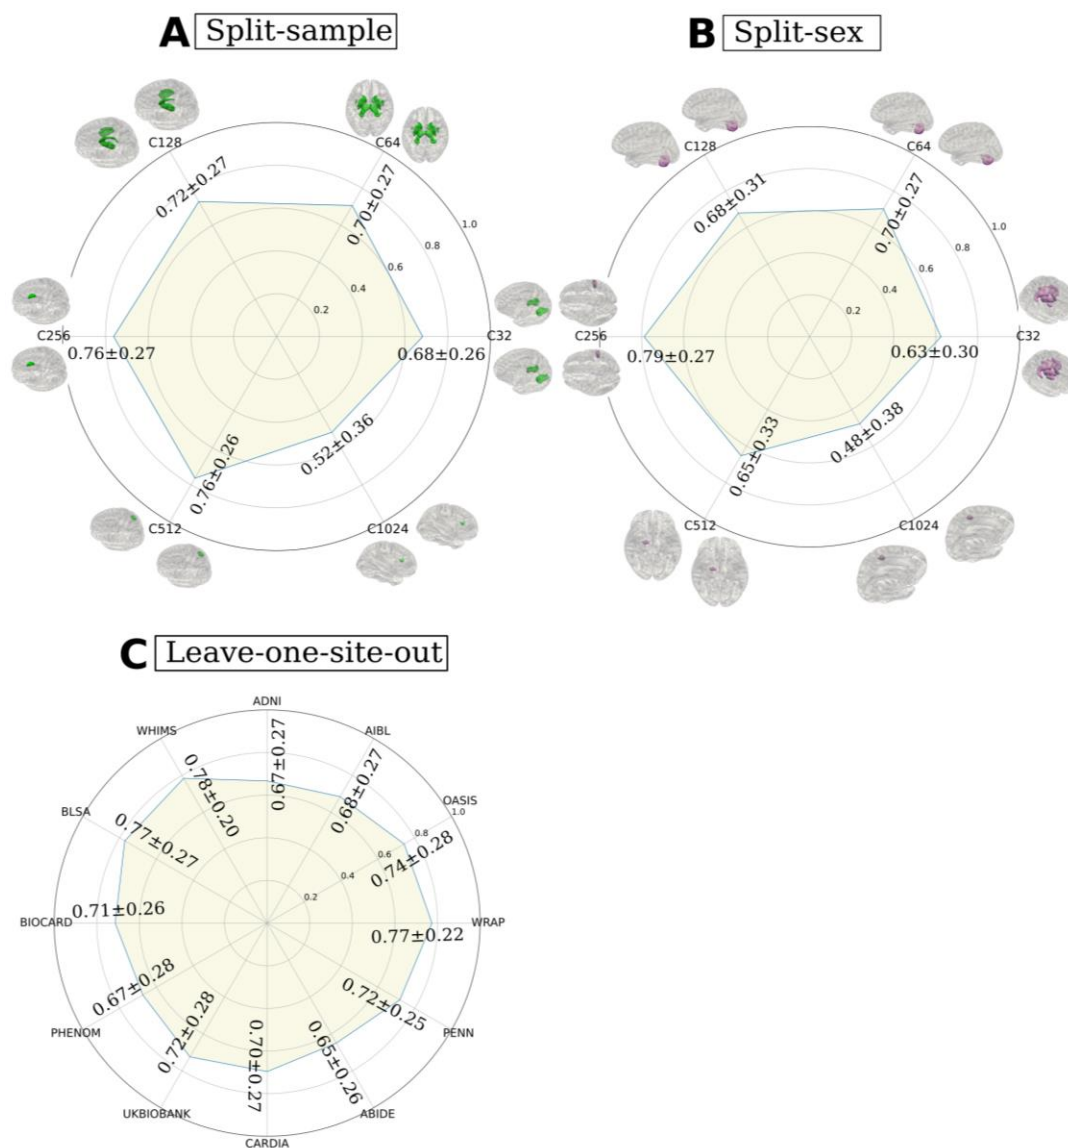 A Split-sample
C128
C64
0.72±0.27
0.70±0.27
1.0
0.8
0.6
0.4
0.2
C256
C32
0.76±0.27
0.68±0.26
0.76±0.26
0.52±0.36
C512
C1024
B Split-sex
C128
C64
0.68±0.31
0.70±0.27
1.0
0.8
0.6
0.4
0.2
C256
C32
0.79±0.27
0.63±0.30
0.65±0.33
0.48±0.38
C512
C1024
C Leave-one-site-out
ADNI
WHIMS
AIBL
0.67±0.27
0.78±0.20
0.68±0.27
BLSA
OASIS
1.0
0.8
0.6
0.4
0.2
0.77±0.27
0.74±0.28
BIOCARD
0.71±0.26
WRAP
0.77±0.22
0.67±0.28
0.72±0.25
PHENOM
PENN
0.72±0.28
0.70±0.27
0.65±0.26
UKBIOBANK
ABIDE
CARDIA